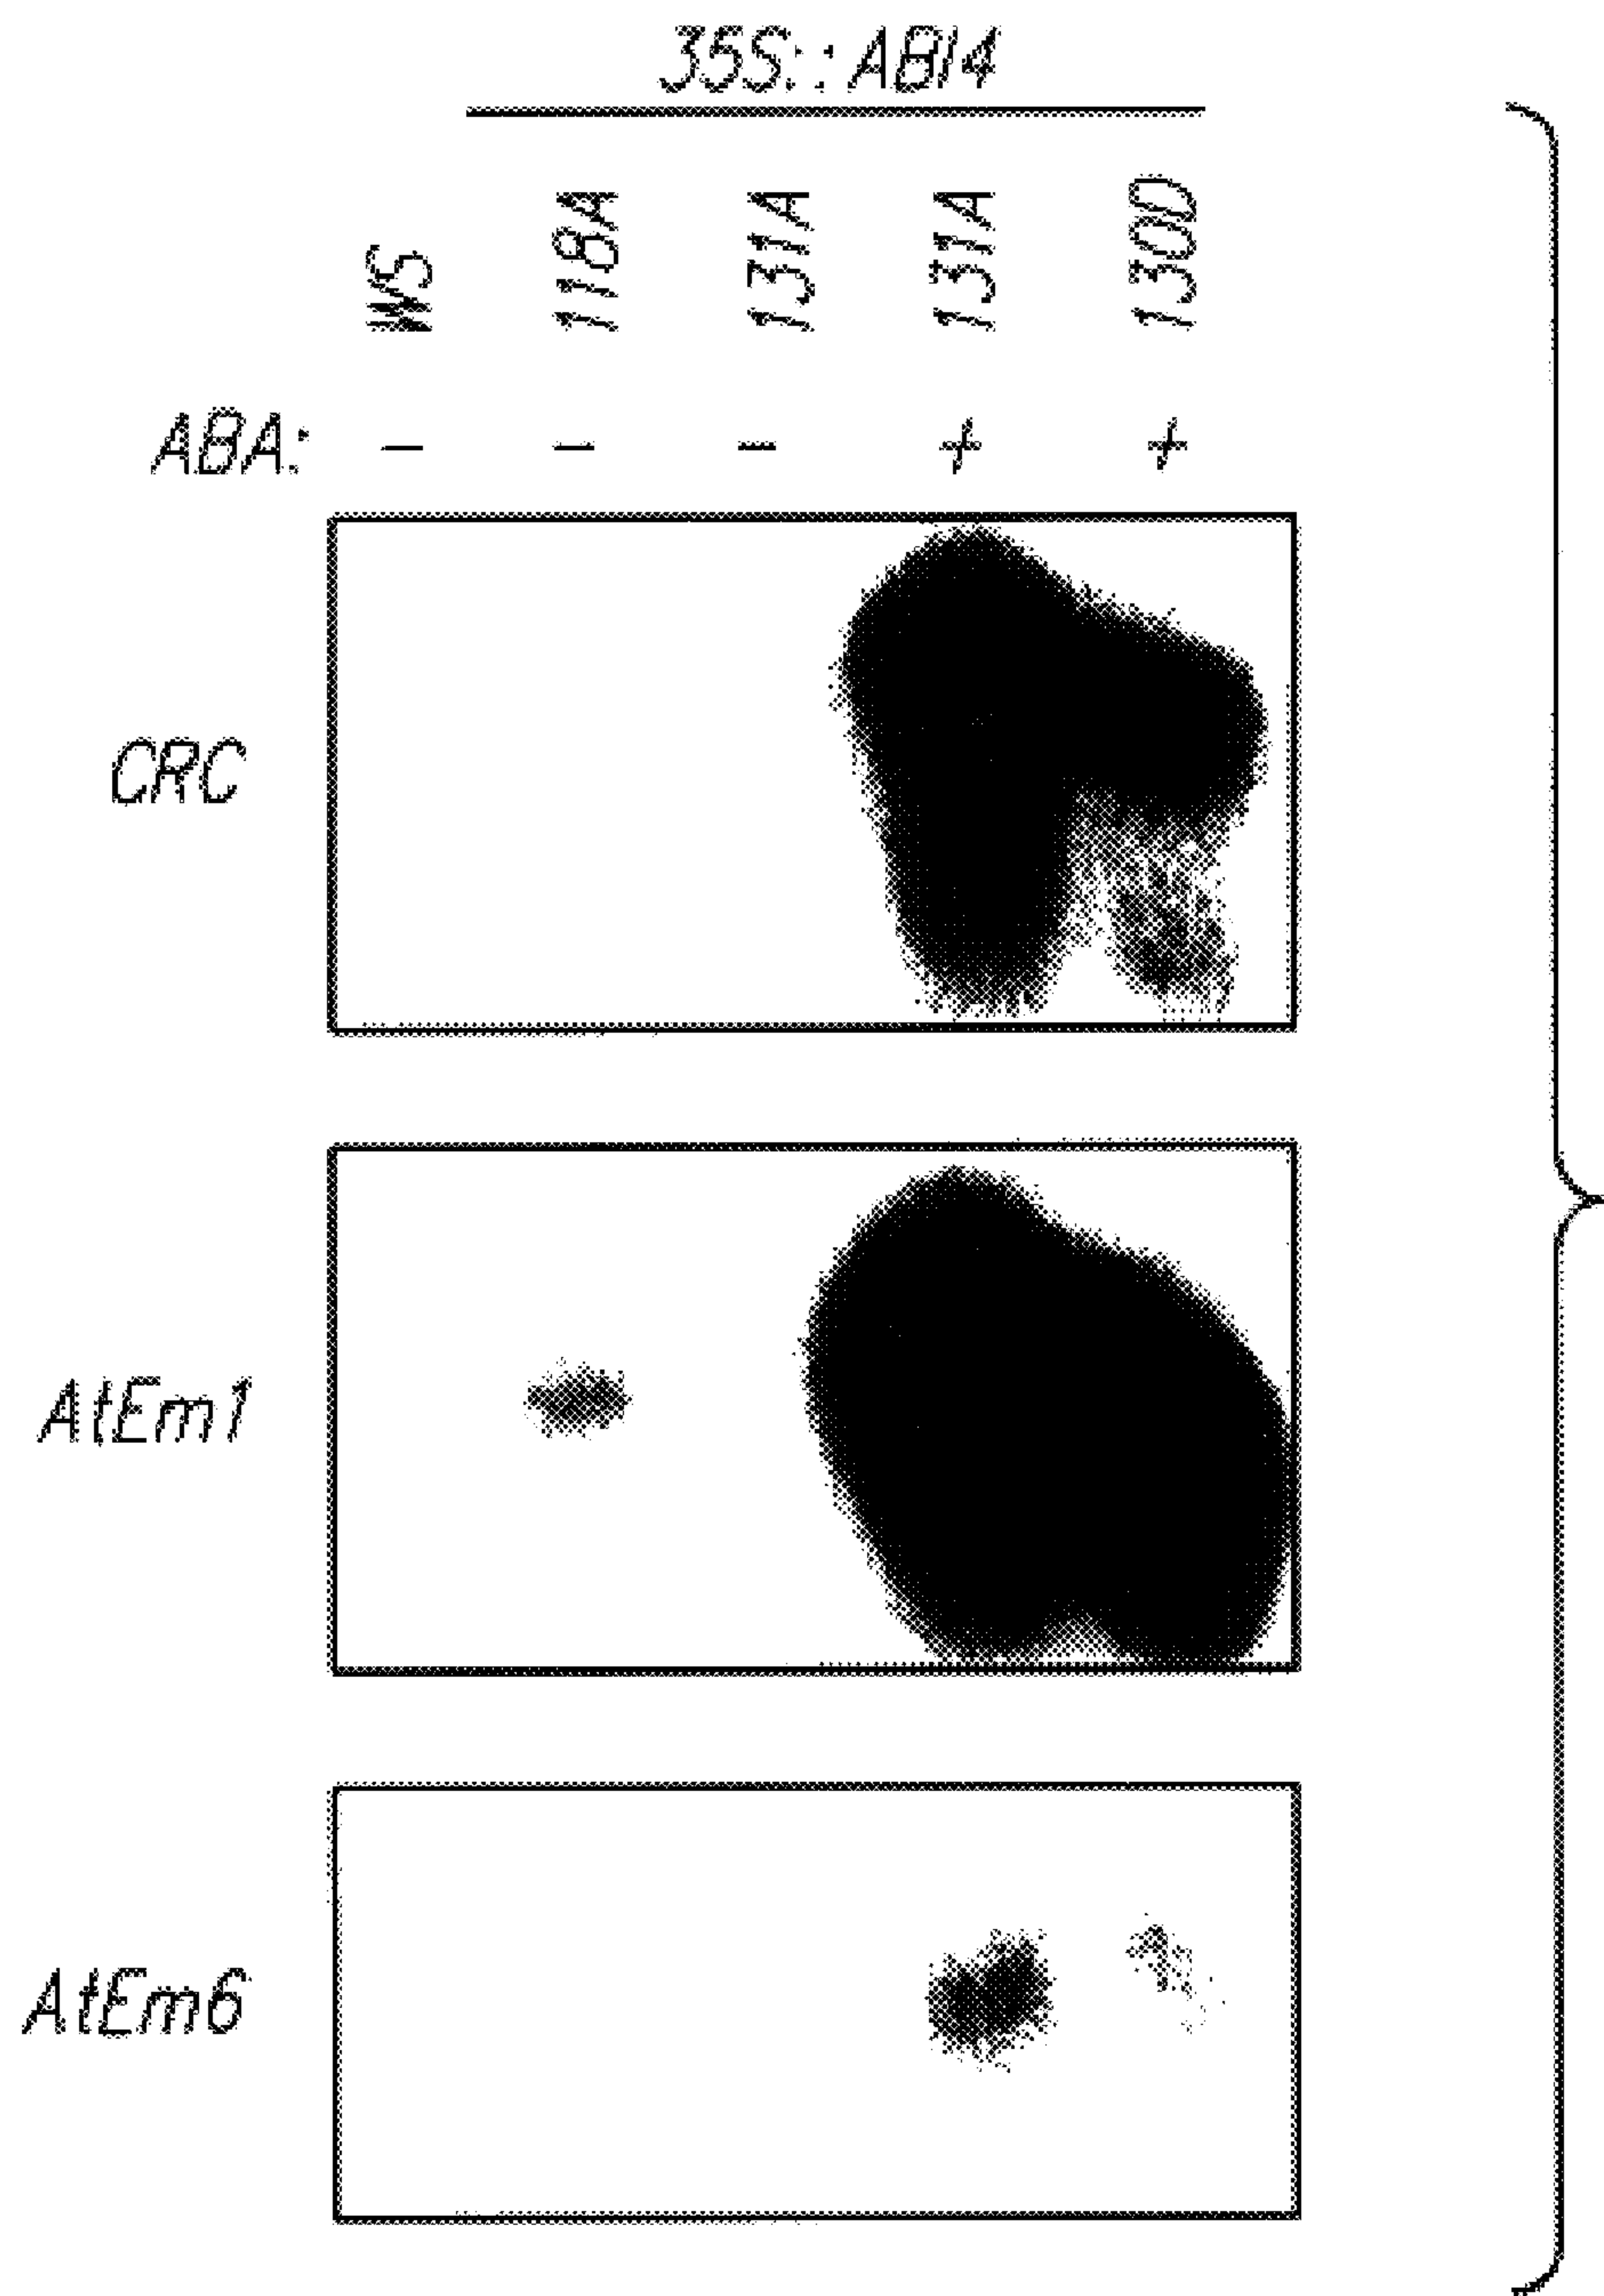 35S::ABI4
WS 118A 131A 131A 130D
ABA: - - - + +
CRC
AtEm1
AtEm6